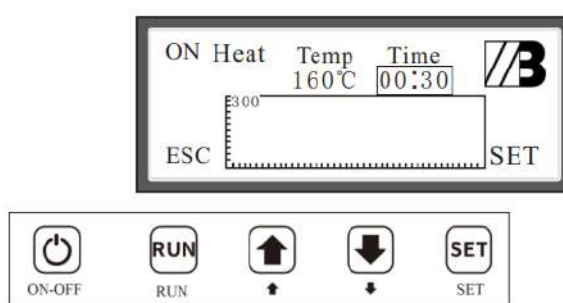 ON Heat Temp Time
160℃ 00:30
300
ESC SET
RUN SET
ON-OFF RUN SET